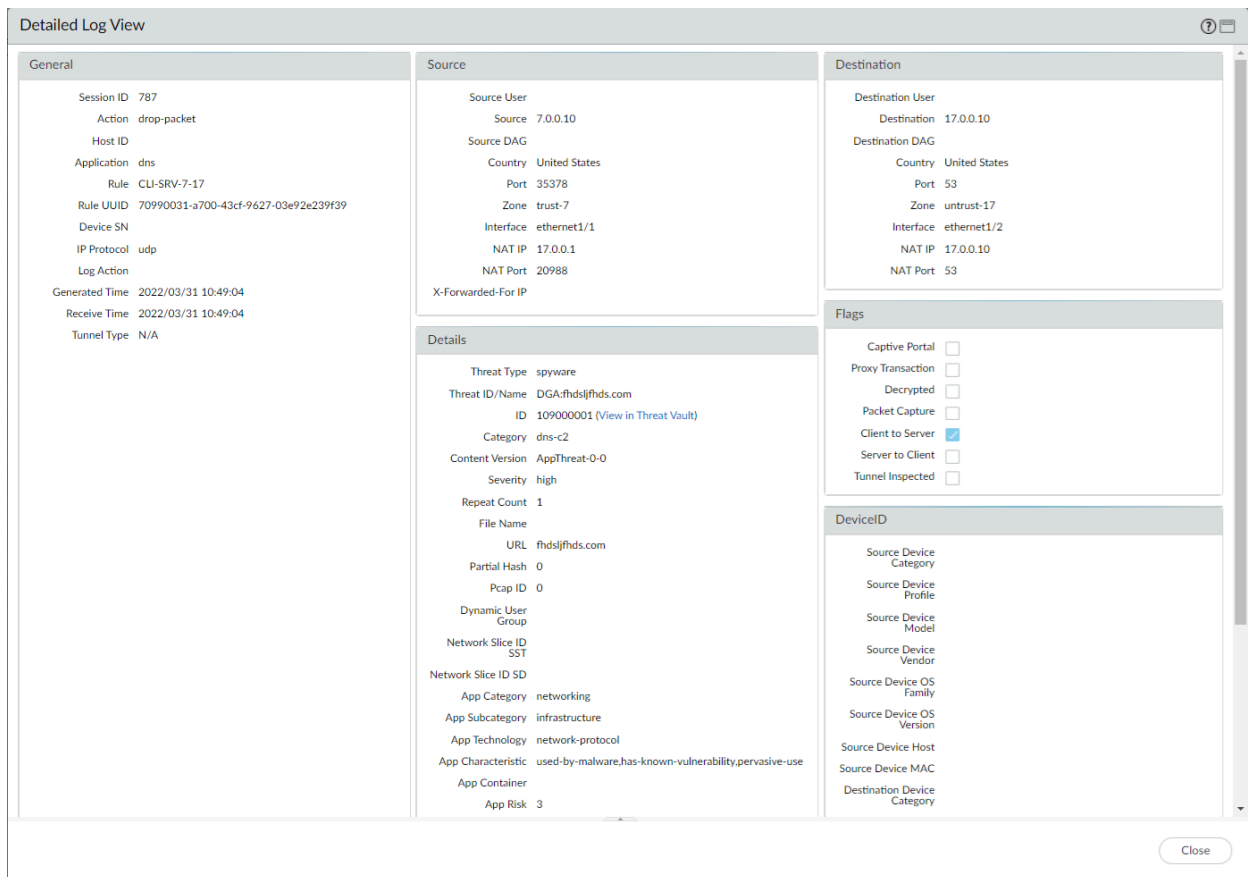 Detailed Log View
General
Session ID 787
Action drop-packet
Host ID
Application dns
Rule CLI-SRV-7-17
Rule UUID 70990031-a700-43cf-9627-03e92e239f39
Device SN
IP Protocol udp
Log Action
Generated Time 2022/03/31 10:49:04
Receive Time 2022/03/31 10:49:04
Tunnel Type N/A
Source
Source User
Source 7.0.0.10
Source DAG
Country United States
Port 35378
Zone trust-7
Interface ethernet1/1
NAT IP 17.0.0.1
NAT Port 20988
X-Forwarded-For IP
Details
Threat Type spyware
Threat ID/Name DGA:fhdsljfhds.com
ID 109000001 (View in Threat Vault)
Category dns-c2
Content Version AppThreat-0-0
Severity high
Repeat Count 1
File Name
URL fhdsljfhds.com
Partial Hash 0
Pcap ID 0
Dynamic User
Group
Network Slice ID
SST
Network Slice ID SD
App Category networking
App Subcategory infrastructure
App Technology network-protocol
App Characteristic used-by-malware,has-known-vulnerability,pervasive-use
App Container
App Risk 3
Destination
Destination User
Destination 17.0.0.10
Destination DAG
Country United States
Port 53
Zone untrust-17
Interface ethernet1/2
NAT IP 17.0.0.10
NAT Port 53
Flags
Captive Portal
Proxy Transaction
Decrypted
Packet Capture
Client to Server
Server to Client
Tunnel Inspected
DeviceID
Source Device
Category
Source Device
Profile
Source Device
Model
Source Device
Vendor
Source Device OS
Family
Source Device OS
Version
Source Device Host
Source Device MAC
Destination Device
Category
Close